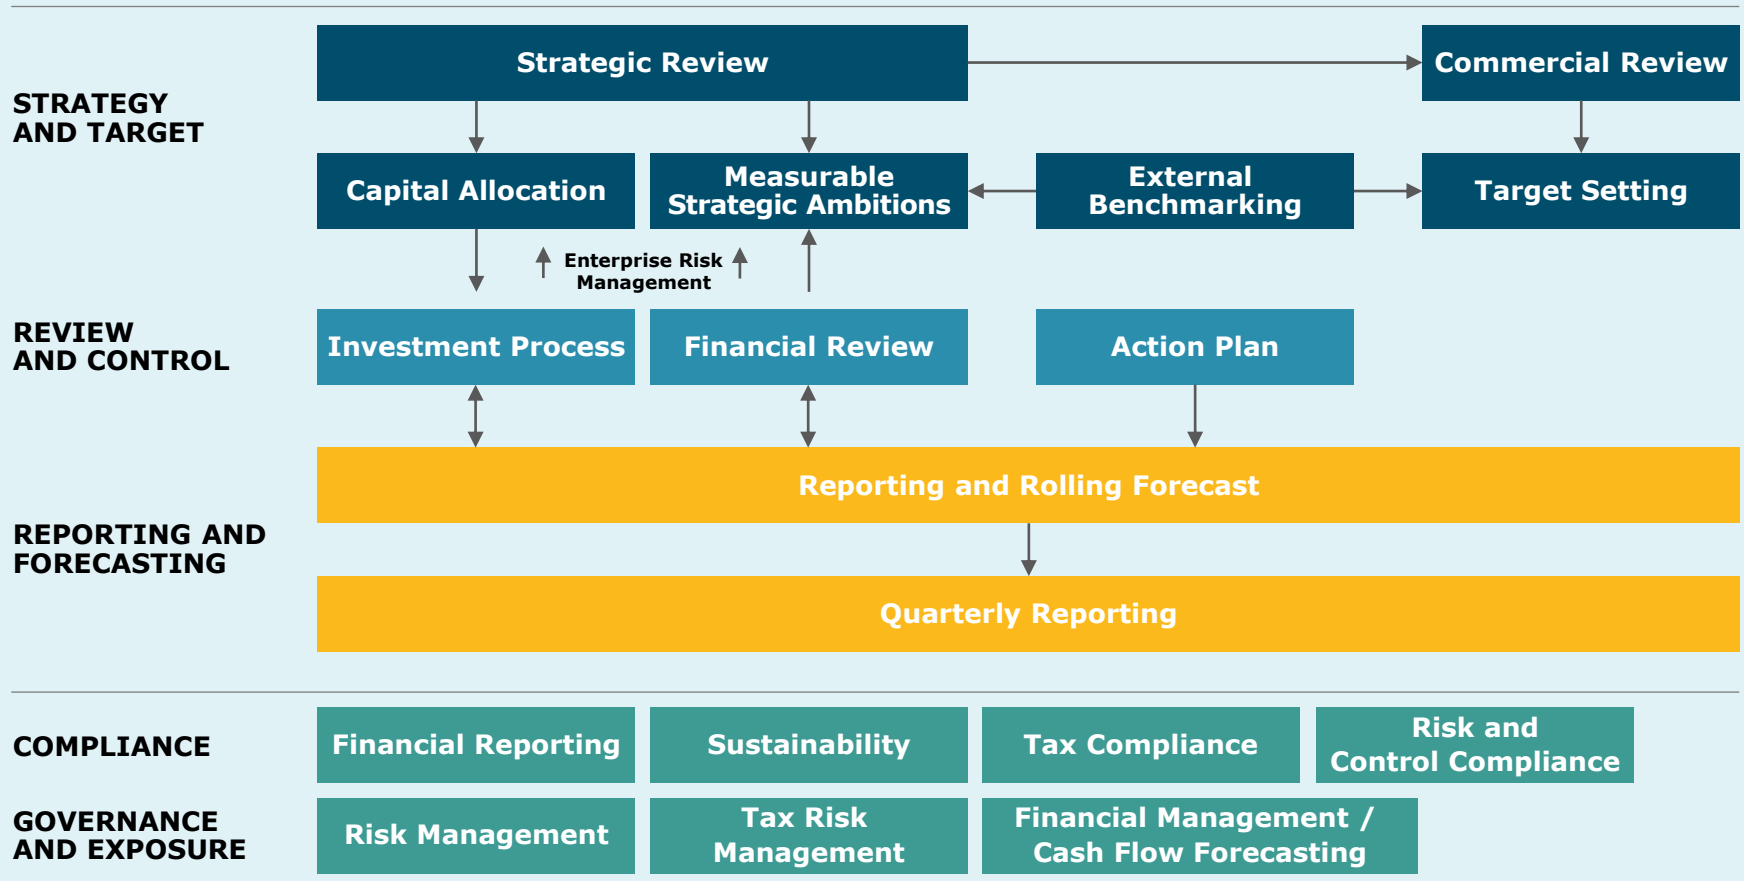 STRATEGY
AND TARGET
Strategic Review
Commercial Review
Capital Allocation
Measurable
Strategic Ambitions
External
Benchmarking
Target Setting
Enterprise Risk
Management
REVIEW
AND CONTROL
Investment Process
Financial Review
Action Plan
REPORTING AND
FORECASTING
Reporting and Rolling Forecast
Quarterly Reporting
COMPLIANCE
Financial Reporting
Sustainability
Tax Compliance
Risk and
Control Compliance
GOVERNANCE
AND EXPOSURE
Risk Management
Tax Risk
Management
Financial Management /
Cash Flow Forecasting